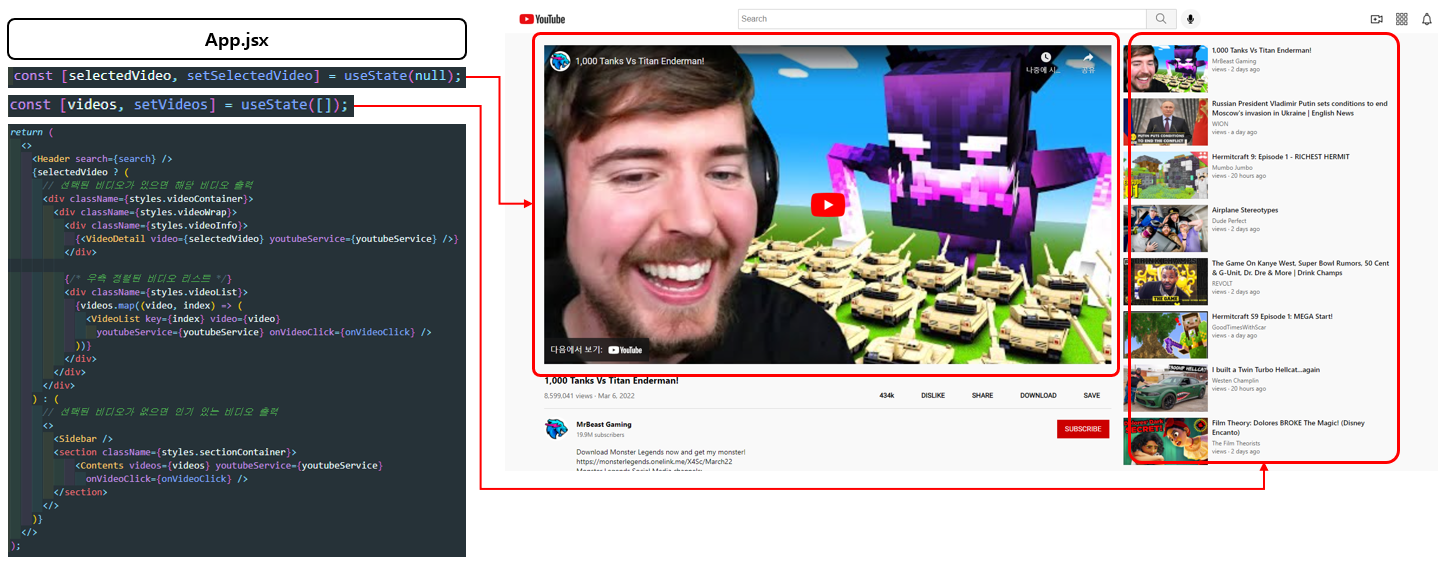 App.jsx
const [selectedVideo, setSelectedVideo] = useState(null);
const [videos, setVideos] = useState([]);
return (
<>
<Header search={search} />
{selectedVideo ? (
// 선택된 비디오가 있으면 해당 비디오 출력
<div className={styles.videoContainer}>
<div className={styles.videoWrap}>
<div className={styles.videoInfo}>
{<VideoDetail video={selectedVideo} youtubeService={youtubeService} />}
</div>
{/* 우측 정렬된 비디오 리스트 */}
<div className={styles.videoList}>
{videos.map((video, index) => (
<VideoList key={index} video={video}
youtubeService={youtubeService} onVideoClick={onVideoClick} />
))}
</div>
</div>
</div>
) : (
// 선택된 비디오가 없으면 인기 있는 비디오 출력
<>
<Sidebar />
<section className={styles.sectionContainer}>
<Contents videos={videos} youtubeService={youtubeService}
onVideoClick={onVideoClick} />
</section>
</>
)}
</>
);
YouTube
Search
1,000 Tanks Vs Titan Enderman!
나중에 시...
공유
다음에서 보기: YouTube
1,000 Tanks Vs Titan Enderman!
8,599,041 views - Mar 6, 2022
434k
DISLIKE
SHARE
DOWNLOAD
SAVE
MrBeast Gaming
19.9M subscribers
SUBSCRIBE
Download Monster Legends now and get my monster!
https://monsterlegends.onelink.me/X4Sc/March22
1,000 Tanks Vs Titan Enderman!
MrBeast Gaming
views - 2 days ago
Russian President Vladimir Putin sets conditions to end
Moscow's invasion in Ukraine | English News
WION
views - a day ago
PUTIN PUTS CONDITIONS
TO END THE CONFLICT
Hermitcraft 9: Episode 1 - RICHEST HERMIT
Mumbo Jumbo
views - 20 hours ago
Airplane Stereotypes
Dude Perfect
views - 2 days ago
The Game On Kanye West, Super Bowl Rumors, 50 Cent
& G-Unit, Dr. Dre & More | Drink Champs
REVOLT
views - 2 days ago
THE GAME
Hermitcraft S9 Episode 1: MEGA Start!
GoodTimesWithScar
views - a day ago
I built a Twin Turbo Hellcat...again
Westen Champlin
views - 20 hours ago
Film Theory: Dolores BROKE The Magic! (Disney
Encanto)
The Film Theorists
views - 2 days ago